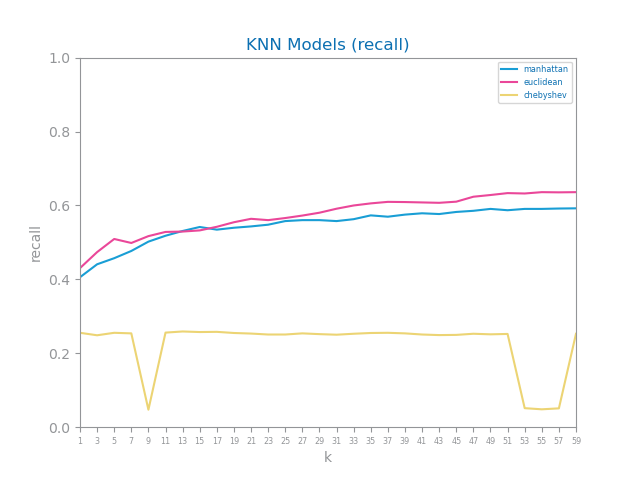 KNN Models (recall)
1.0
0.8
0.6
0.4
0.2
0.0
recall
manhattan
euclidean
chebyshev
1 3 5 7 9 11 13 15 17 19 21 23 25 27 29 31 33 35 37 39 41 43 45 47 49 51 53 55 57 59
k